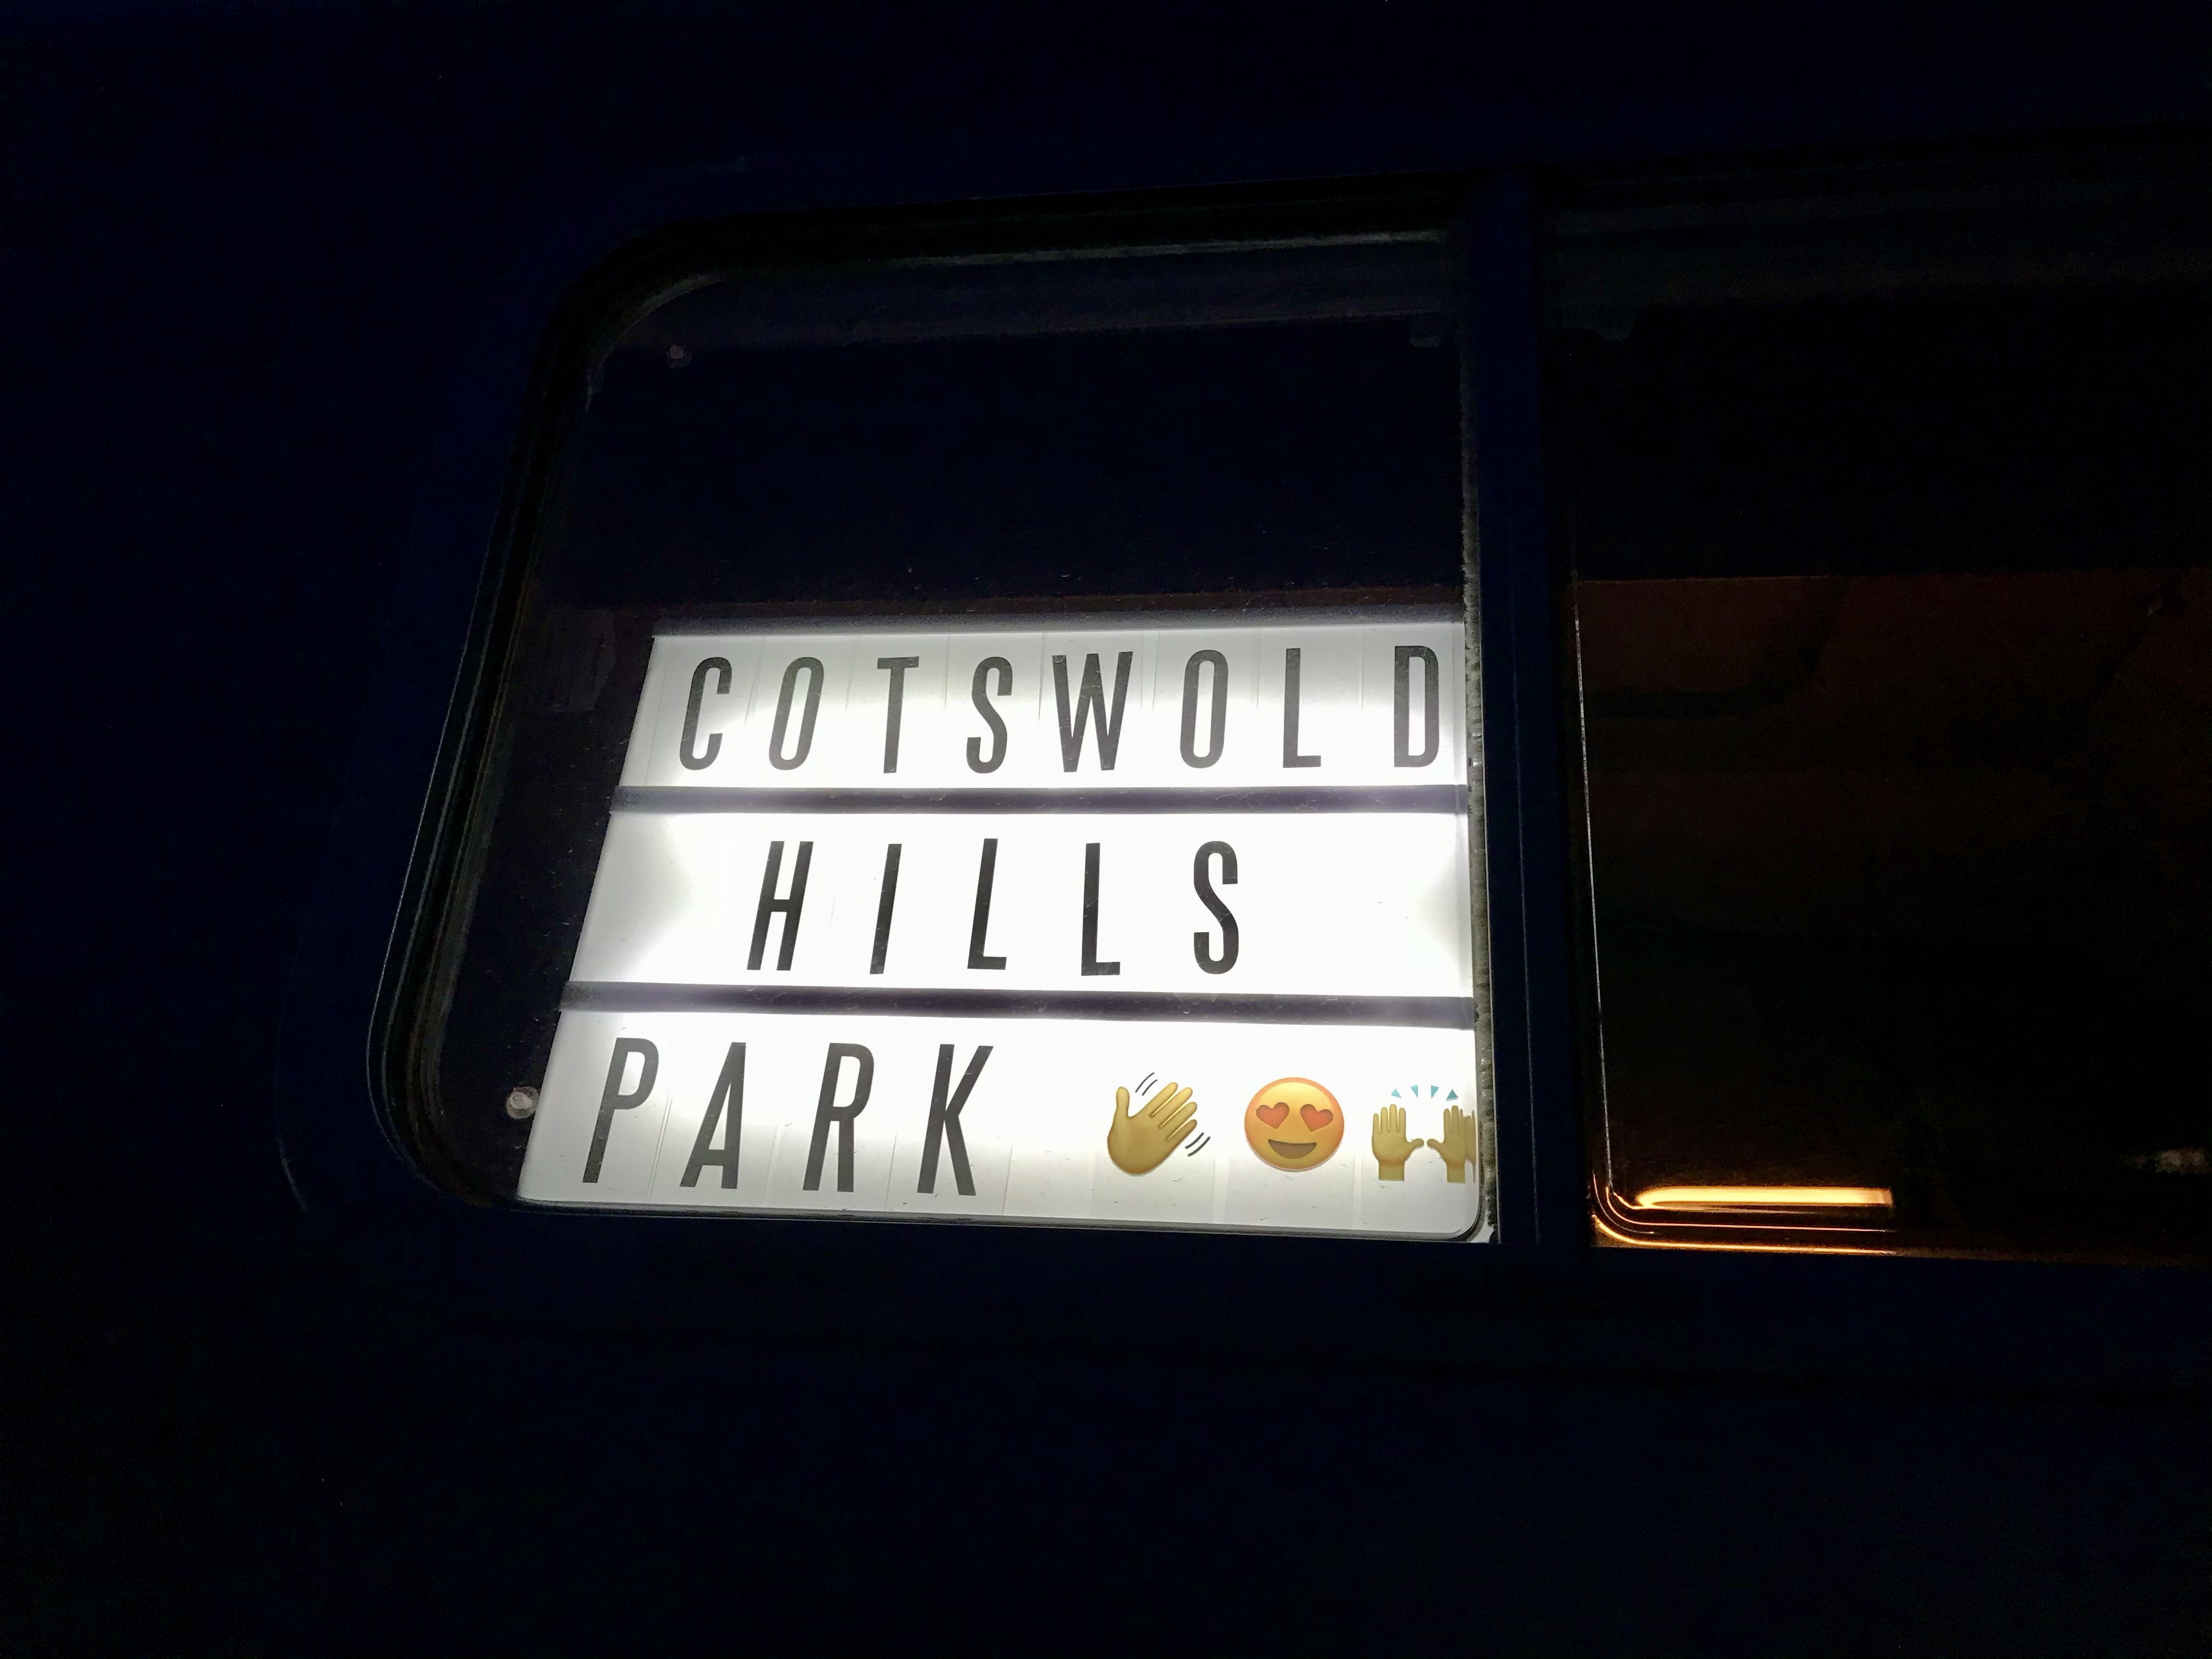 COTSWOLD
HILLS
PARK 👋 😍 🙌